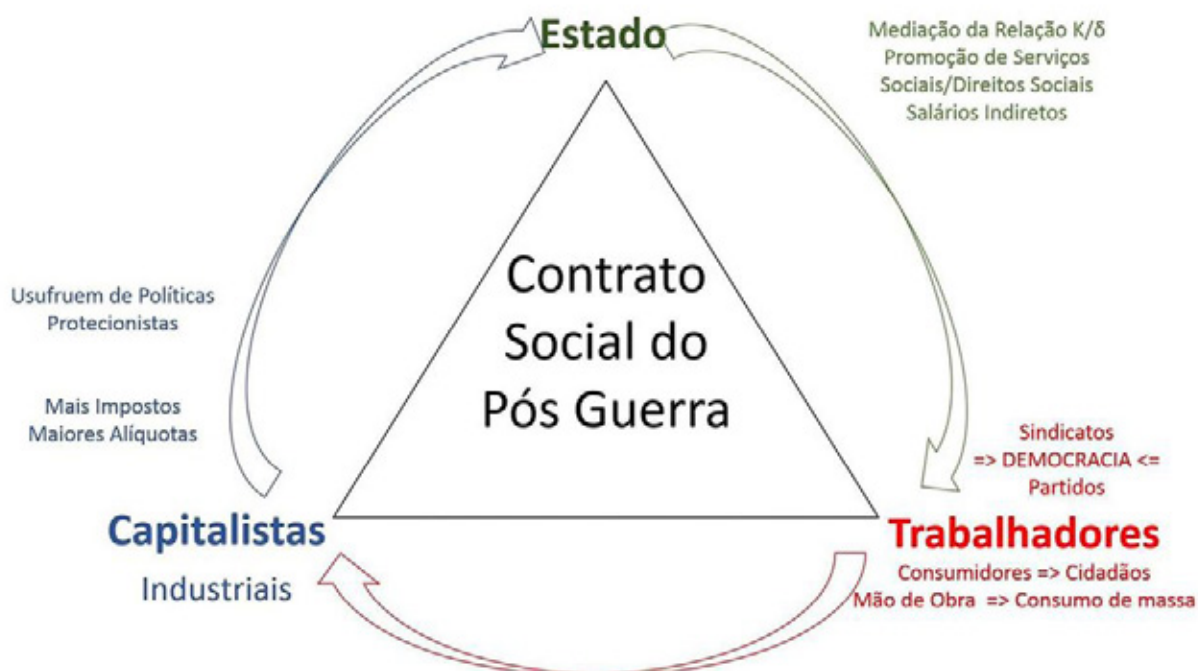 Estado
Mediação da Relação K/δ
Promoção de Serviços
Sociais/Direitos Sociais
Salários Indiretos
Contrato
Social do
Pós Guerra
Usufruem de Políticas
Protecionistas
Mais Impostos
Maiores Alíquotas
Capitalistas
Industriais
Sindicatos
=> DEMOCRACIA <=
Partidos
Trabalhadores
Consumidores => Cidadãos
Mão de Obra => Consumo de massa